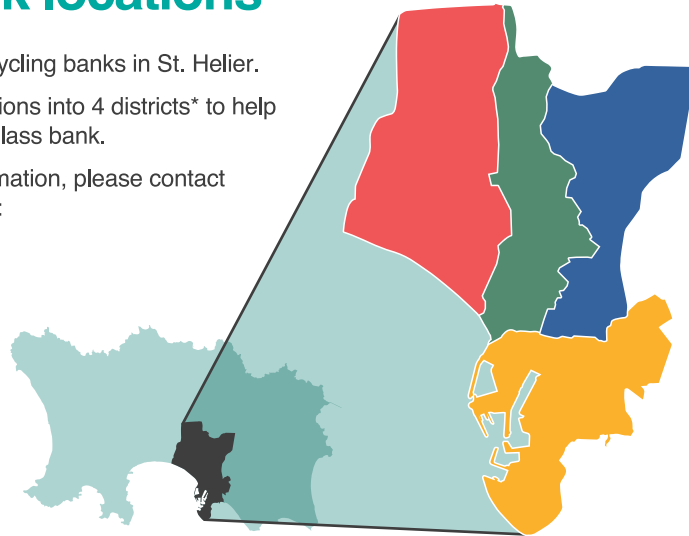 k locations
ycling banks in St. Helier.
ions into 4 districts* to help
lass bank.
mation, please contact
: